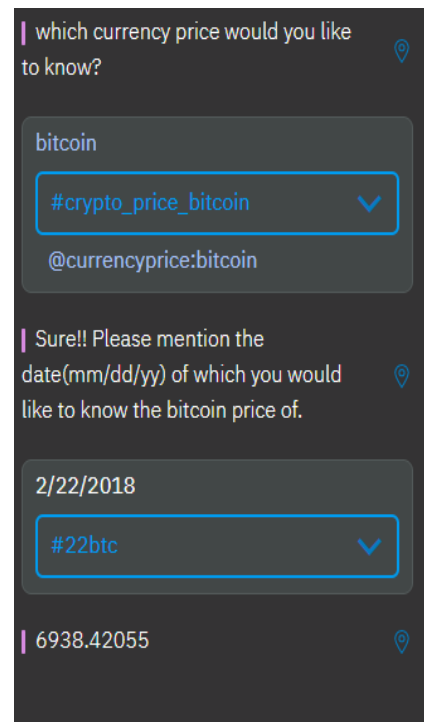 which currency price would you like
to know?
bitcoin
#crypto_price_bitcoin
@currencyprice:bitcoin
Sure!! Please mention the
date(mm/dd/yy) of which you would
like to know the bitcoin price of.
2/22/2018
#22btc
6938.42055